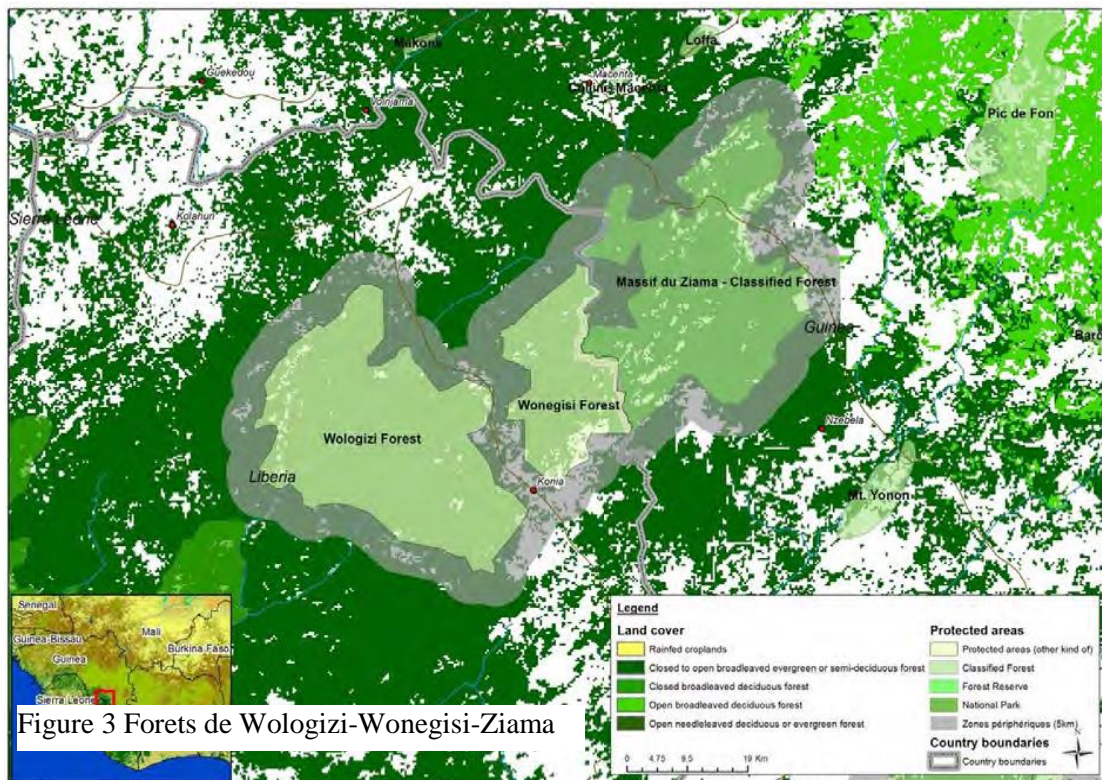 Makona
Loffa
Guékedou
Macenta
Colline Macenta
Voinjama
Pic de Fon
Sierra Leone
Kolahun
Massif du Ziama - Classified Forest
Guinea
Wonegisi Forest
Wologizi Forest
Nzebela
Liberia
Konia
Mt. Yonon
Legend
Land cover
Rainfed croplands
Closed to open broadleaved evergreen or semi-deciduous forest
Closed broadleaved deciduous forest
Open broadleaved deciduous forest
Open needleleaved deciduous or evergreen forest
0 4.75 9.5 19 Km
Protected areas
Protected areas (other kind of)
Classified Forest
Forest Reserve
National Park
Zones périphériques (5km)
Country boundaries
Country boundaries
Senegal
Mali
Guinea-Bissau
Burkina Faso
Guinea
Sierra Leone
Figure 3 Forets de Wologizi-Wonegisi-Ziama